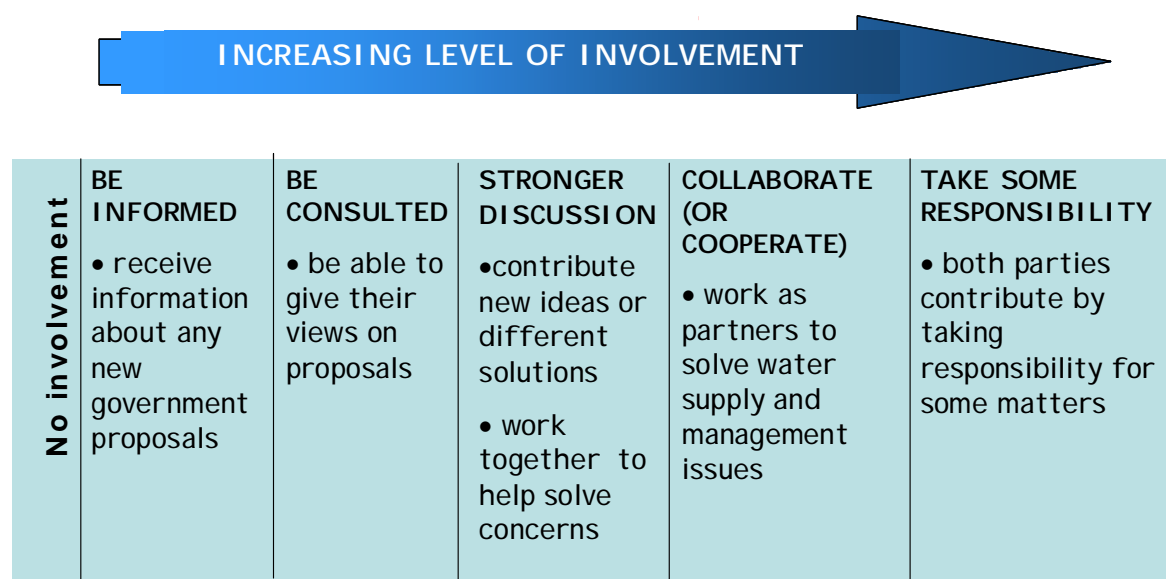 INCREASING LEVEL OF INVOLVEMENT
No involvement
BE
INFORMED
• receive
information
about any
new
government
proposals
BE
CONSULTED
• be able to
give their
views on
proposals
STRONGER
DISCUSSION
•contribute
new ideas or
different
solutions
• work
together to
help solve
concerns
COLLABORATE
(OR
COOPERATE)
• work as
partners to
solve water
supply and
management
issues
TAKE SOME
RESPONSIBILITY
• both parties
contribute by
taking
responsibility for
some matters